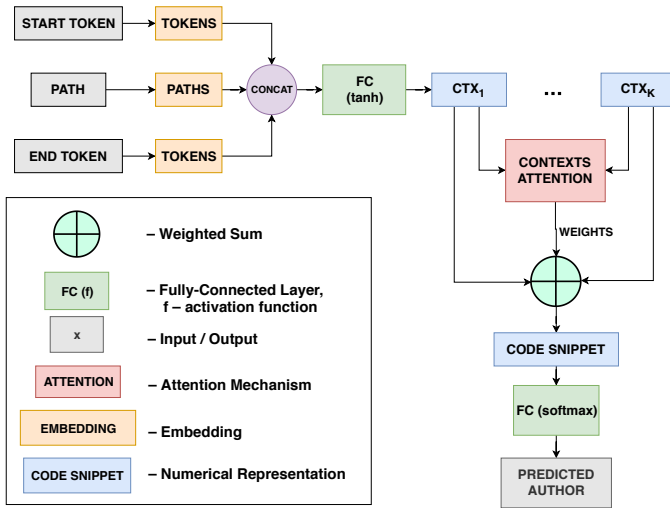 START TOKEN
TOKENS
PATH
PATHS
CONCAT
FC
(tanh)
CTX1
...
CTXK
END TOKEN
TOKENS
CONTEXTS
ATTENTION
WEIGHTS
CODE SNIPPET
FC (softmax)
PREDICTED
AUTHOR
– Weighted Sum
FC (f)
– Fully-Connected Layer,
f – activation function
x
– Input / Output
ATTENTION
– Attention Mechanism
EMBEDDING
– Embedding
CODE SNIPPET
– Numerical Representation